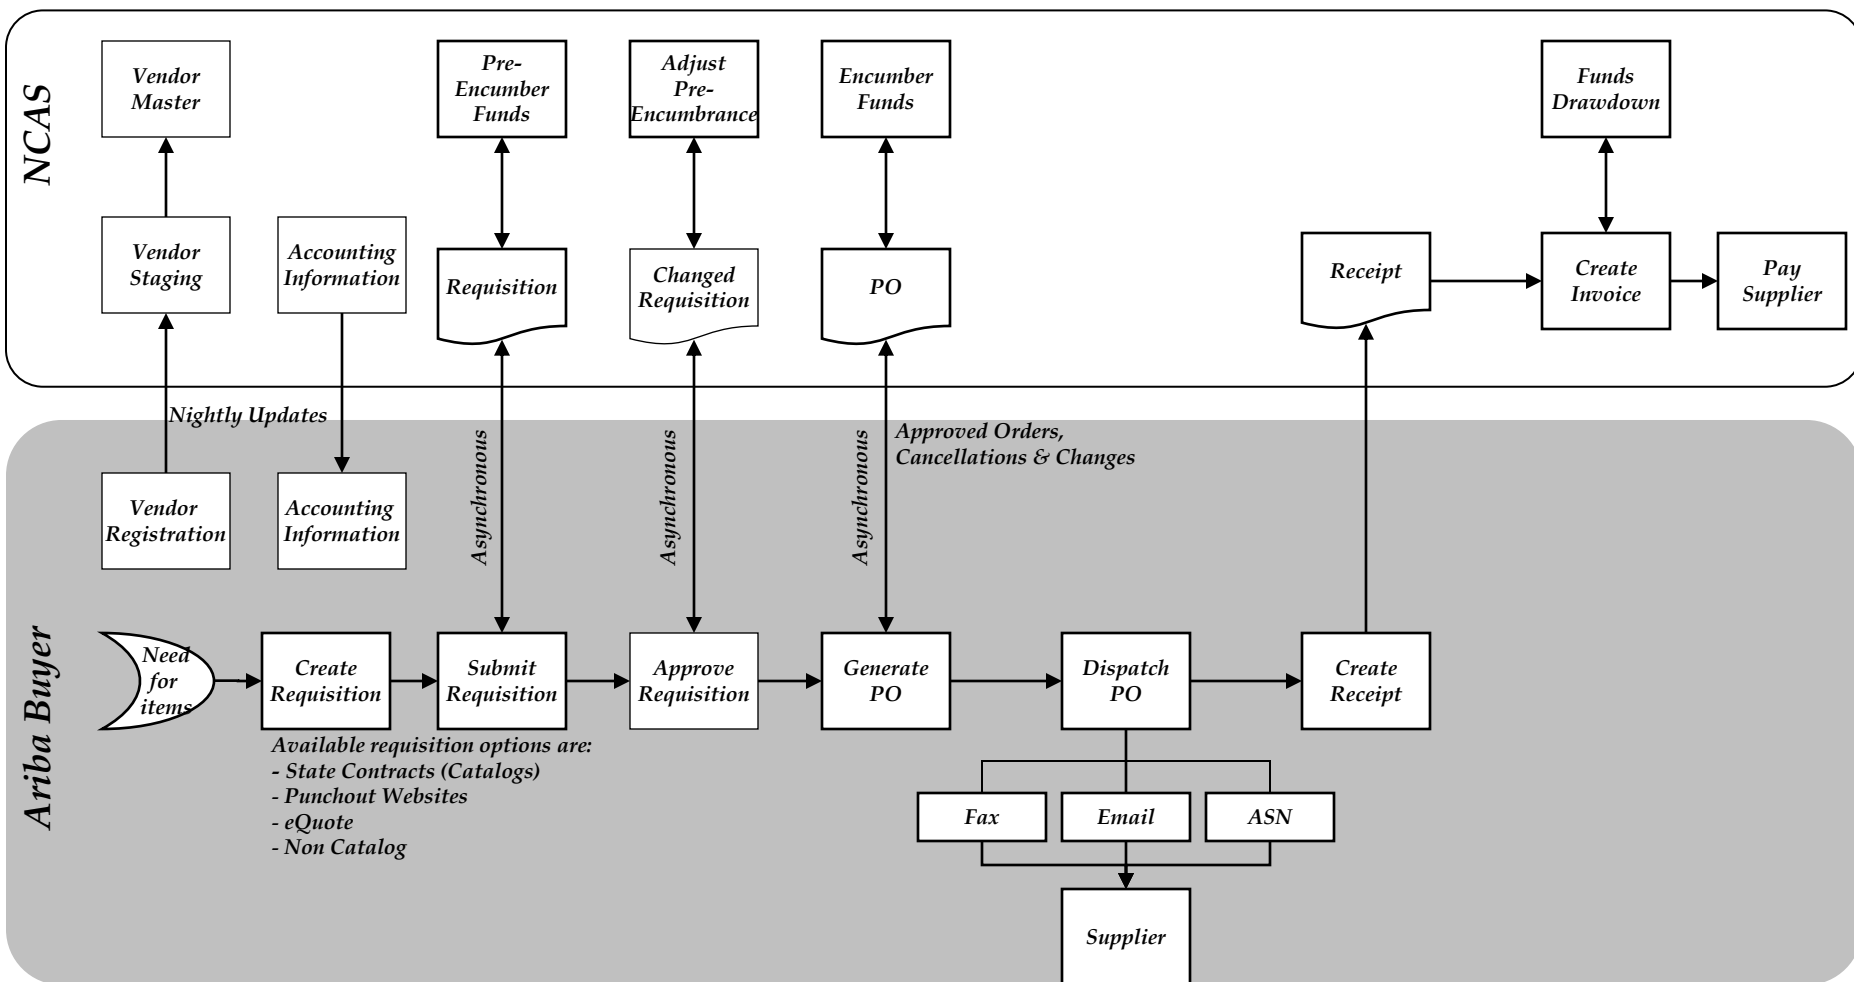 NCAS
Vendor
Master
Pre-
Encumber
Funds
Adjust
Pre-
Encumbrance
Encumber
Funds
Funds
Drawdown
Vendor
Staging
Accounting
Information
Requisition
Changed
Requisition
PO
Receipt
Create
Invoice
Pay
Supplier
Nightly Updates
Asynchronous
Asynchronous
Asynchronous
Approved Orders,
Cancellations & Changes
Ariba Buyer
Vendor
Registration
Accounting
Information
Need
for
items
Create
Requisition
Submit
Requisition
Approve
Requisition
Generate
PO
Dispatch
PO
Create
Receipt
Available requisition options are:
- State Contracts (Catalogs)
- Punchout Websites
- eQuote
- Non Catalog
Fax
Email
ASN
Supplier